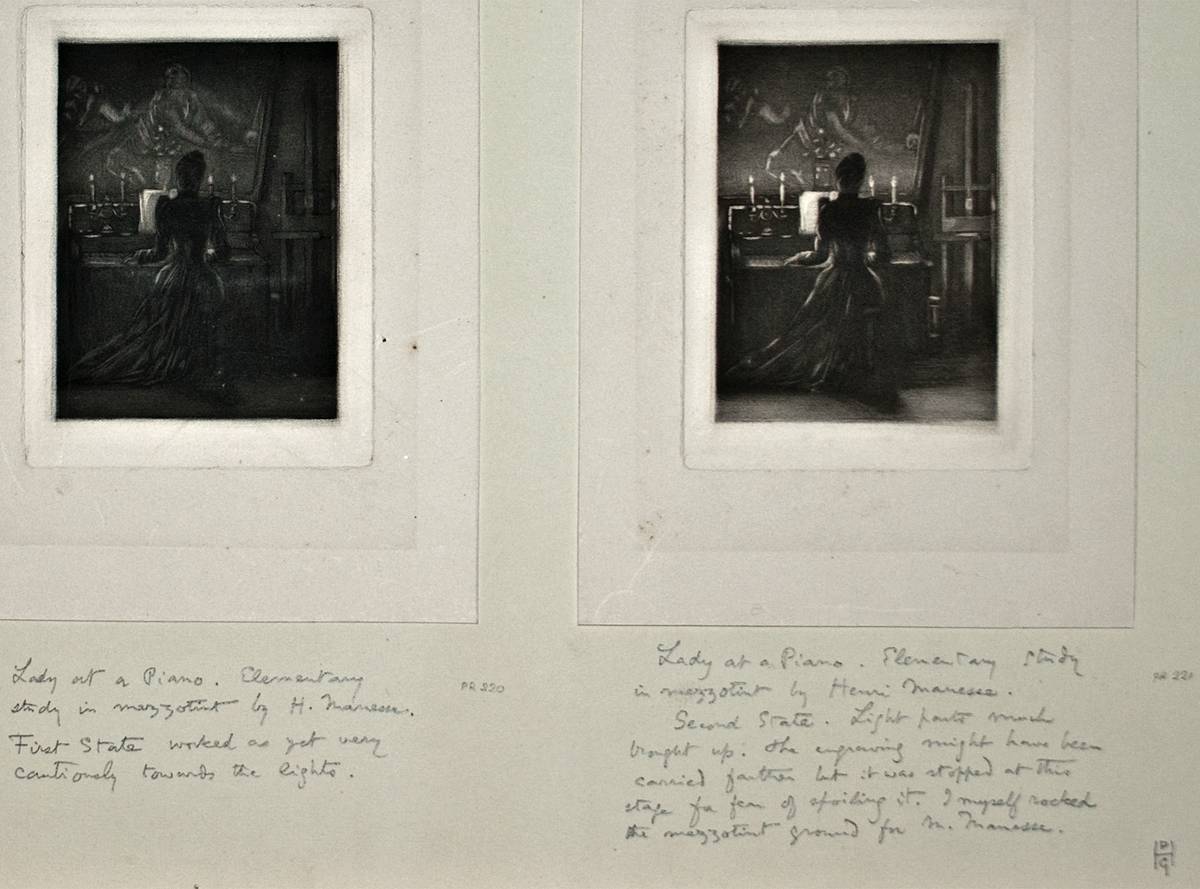 Lady at a Piano. Elementary
study in mezzotint by H. Manesse.
First State worked as yet very
cautiously towards the lights.
PR 220
Lady at a Piano. Elementary Study
in mezzotint by Henri Manesse.
Second State. Light parts much
brought up. The engraving might have been
carried farther but it was stopped at this
stage for fear of spoiling it. I myself rocked
the mezzotint ground for M. Manesse.
PR 221